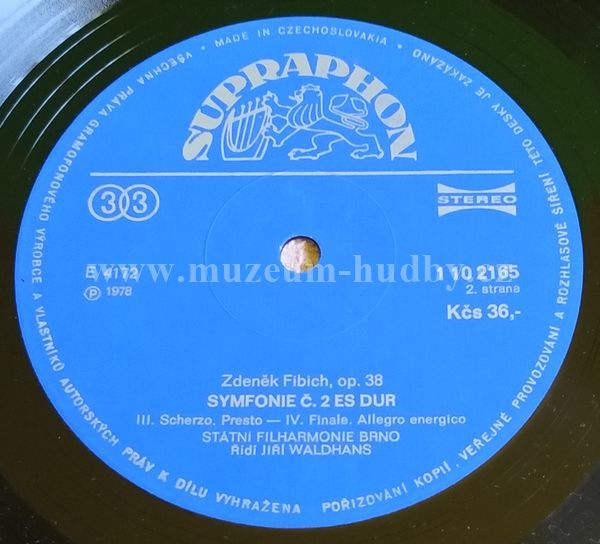 VŠECHNA PRÁVA GRAMOFONOVÉHO VÝROBCE A VLASTNÍKŮ AUTORSKÝCH PRÁV K DÍLU VYHRAŽENA
• MADE IN CZECHOSLOVAKIA •
POŘIZOVÁNÍ KOPIÍ, VEŘEJNÉ PROVOZOVÁNÍ A ROZHLASOVÉ ŠÍŘENÍ TÉTO DESKY JE ZAKÁZÁNO
SUPRAPHON
33
STEREO
E 4172
1 10 2165
Ⓟ 1978
2. strana
www.muzeum-hudby.cz
Kčs 36,-
Zdeněk Fibich, op. 38
SYMFONIE Č. 2 ES DUR
III. Scherzo. Presto — IV. Finale. Allegro energico
STÁTNÍ FILHARMONIE BRNO
Řídí JIŘÍ WALDHANS